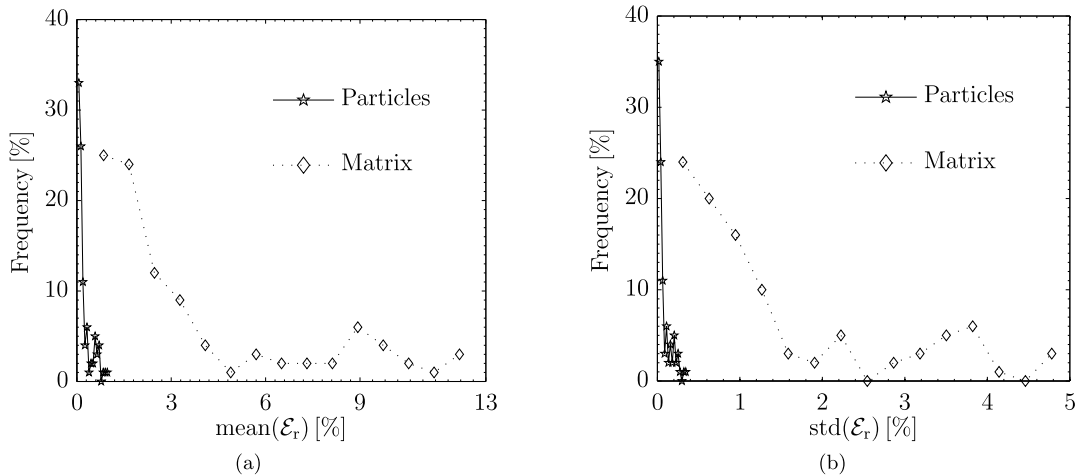 40
30
20
10
0
Frequency [%]
Particles
Matrix
0 3 6 9 13
mean(ℰr) [%]
(a)
40
30
20
10
0
Frequency [%]
Particles
Matrix
0 1 2 3 4 5
std(ℰr) [%]
(b)